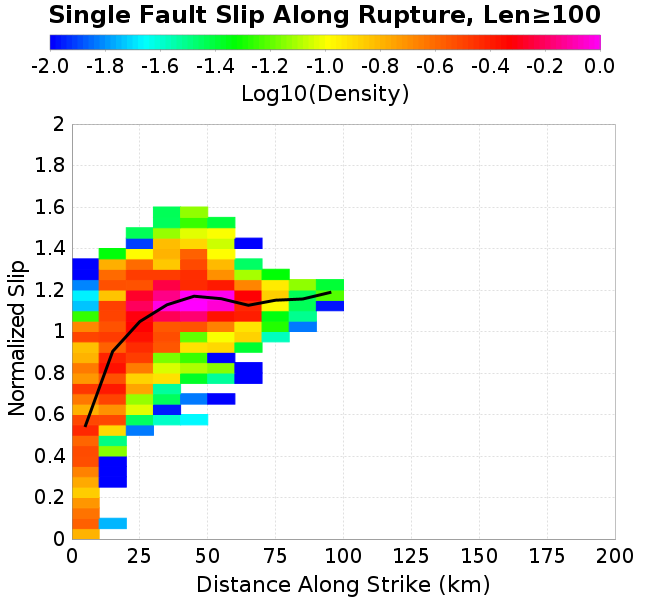 Single Fault Slip Along Rupture, Len≥100
-2.0 -1.8 -1.6 -1.4 -1.2 -1.0 -0.8 -0.6 -0.4 -0.2 0.0
Log10(Density)
2
1.8
1.6
1.4
1.2
1
0.8
0.6
0.4
0.2
0
Normalized Slip
0 25 50 75 100 125 150 175 200
Distance Along Strike (km)